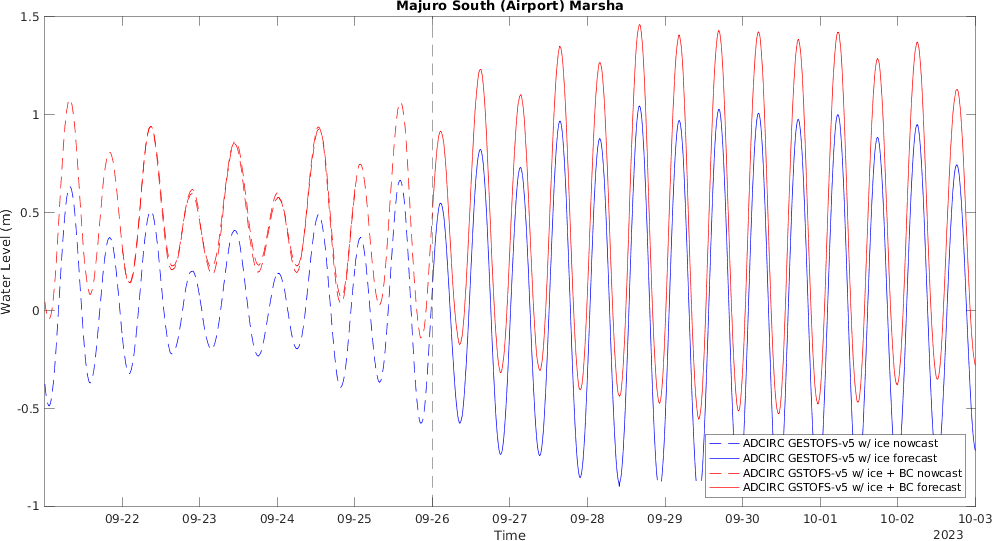 Majuro South (Airport) Marsha
1.5
1
0.5
0
-0.5
-1
Water Level (m)
ADCIRC GESTOFS-v5 w/ ice nowcast
ADCIRC GESTOFS-v5 w/ ice forecast
ADCIRC GSTOFS-v5 w/ ice + BC nowcast
ADCIRC GSTOFS-v5 w/ ice + BC forecast
09-22 09-23 09-24 09-25 09-26 09-27 09-28 09-29 09-30 10-01 10-02 10-03
Time
2023